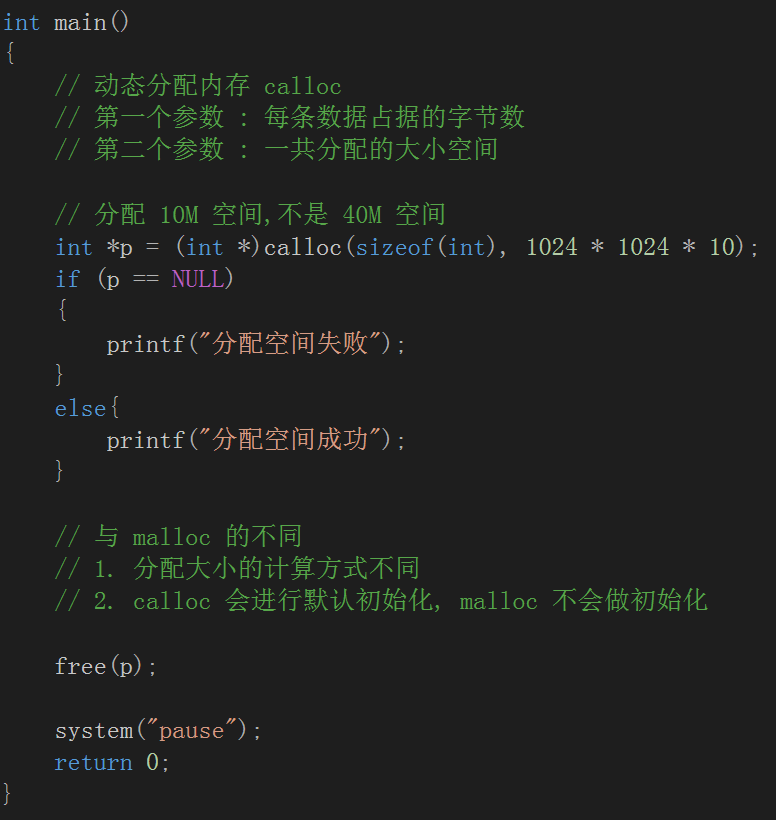 int main()
{
    // 动态分配内存 calloc
    // 第一个参数 : 每条数据占据的字节数
    // 第二个参数 : 一共分配的大小空间

    // 分配 10M 空间,不是 40M 空间
    int *p = (int *)calloc(sizeof(int), 1024 * 1024 * 10);
    if (p == NULL)
    {
        printf("分配空间失败");
    }
    else{
        printf("分配空间成功");
    }

    // 与 malloc 的不同
    // 1. 分配大小的计算方式不同
    // 2. calloc 会进行默认初始化, malloc 不会做初始化

    free(p);

    system("pause");
    return 0;
}